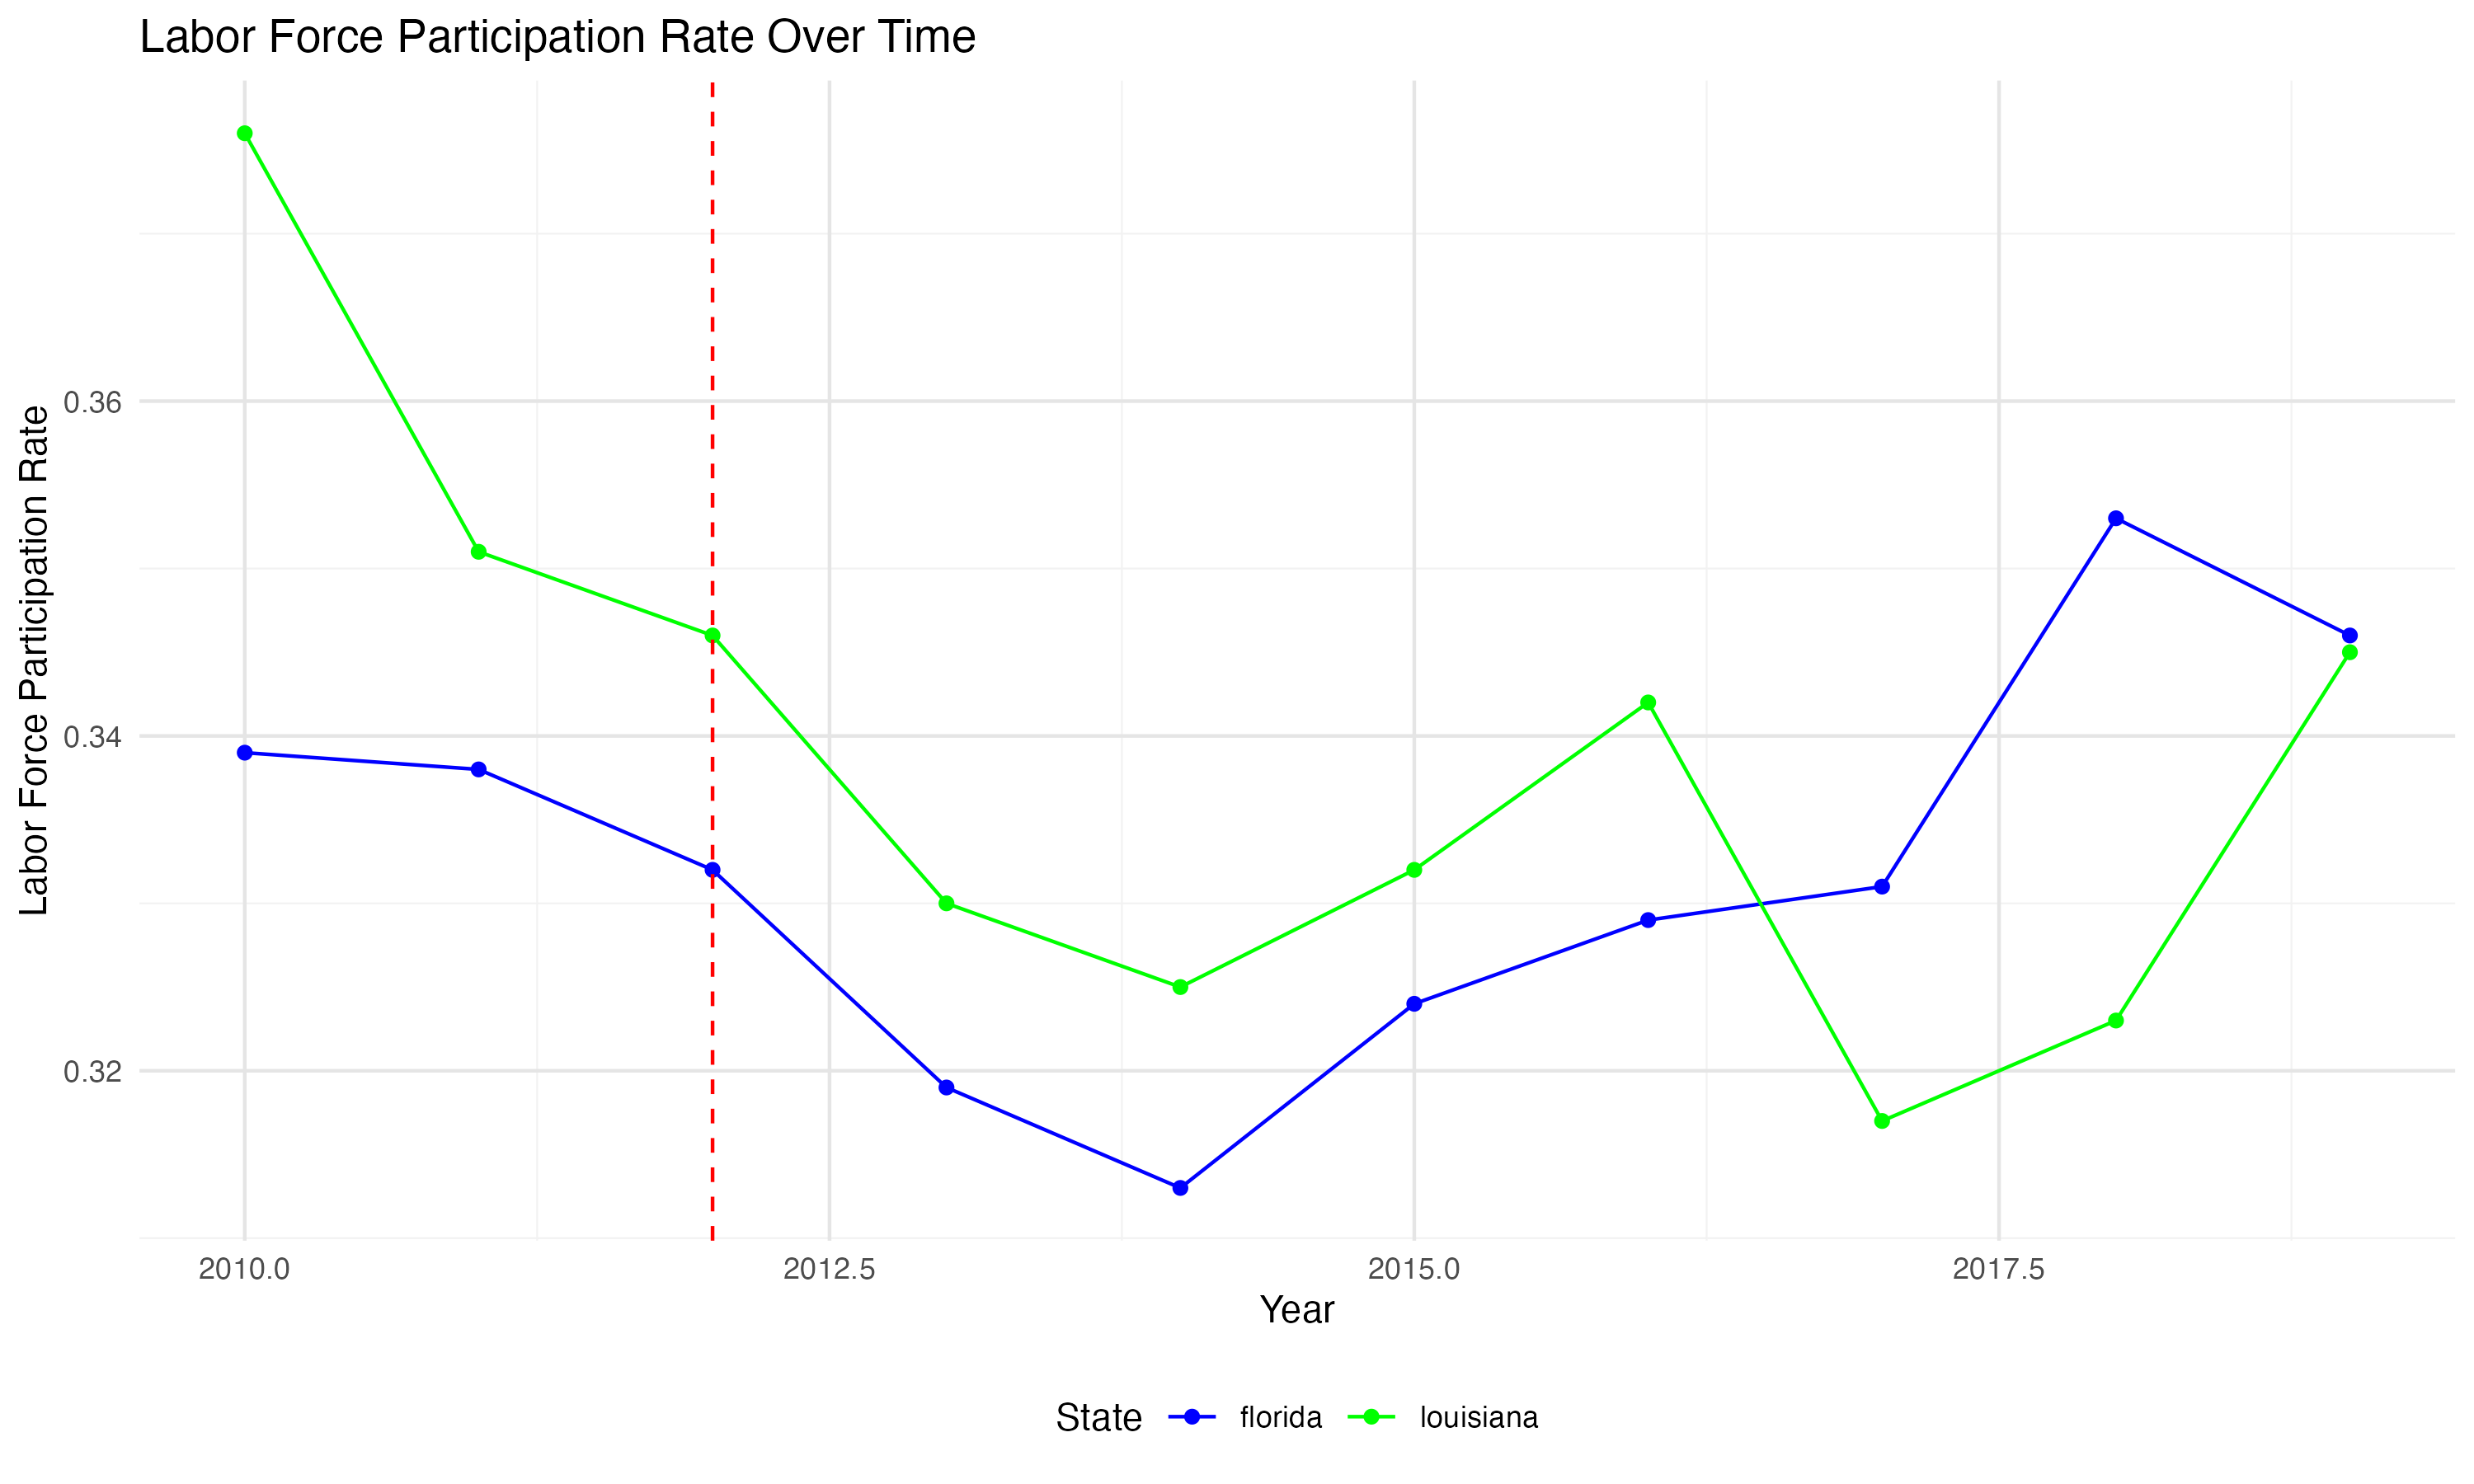 Labor Force Participation Rate Over Time
Labor Force Participation Rate
0.36
0.34
0.32
2010.0 2012.5 2015.0 2017.5
Year
State florida louisiana